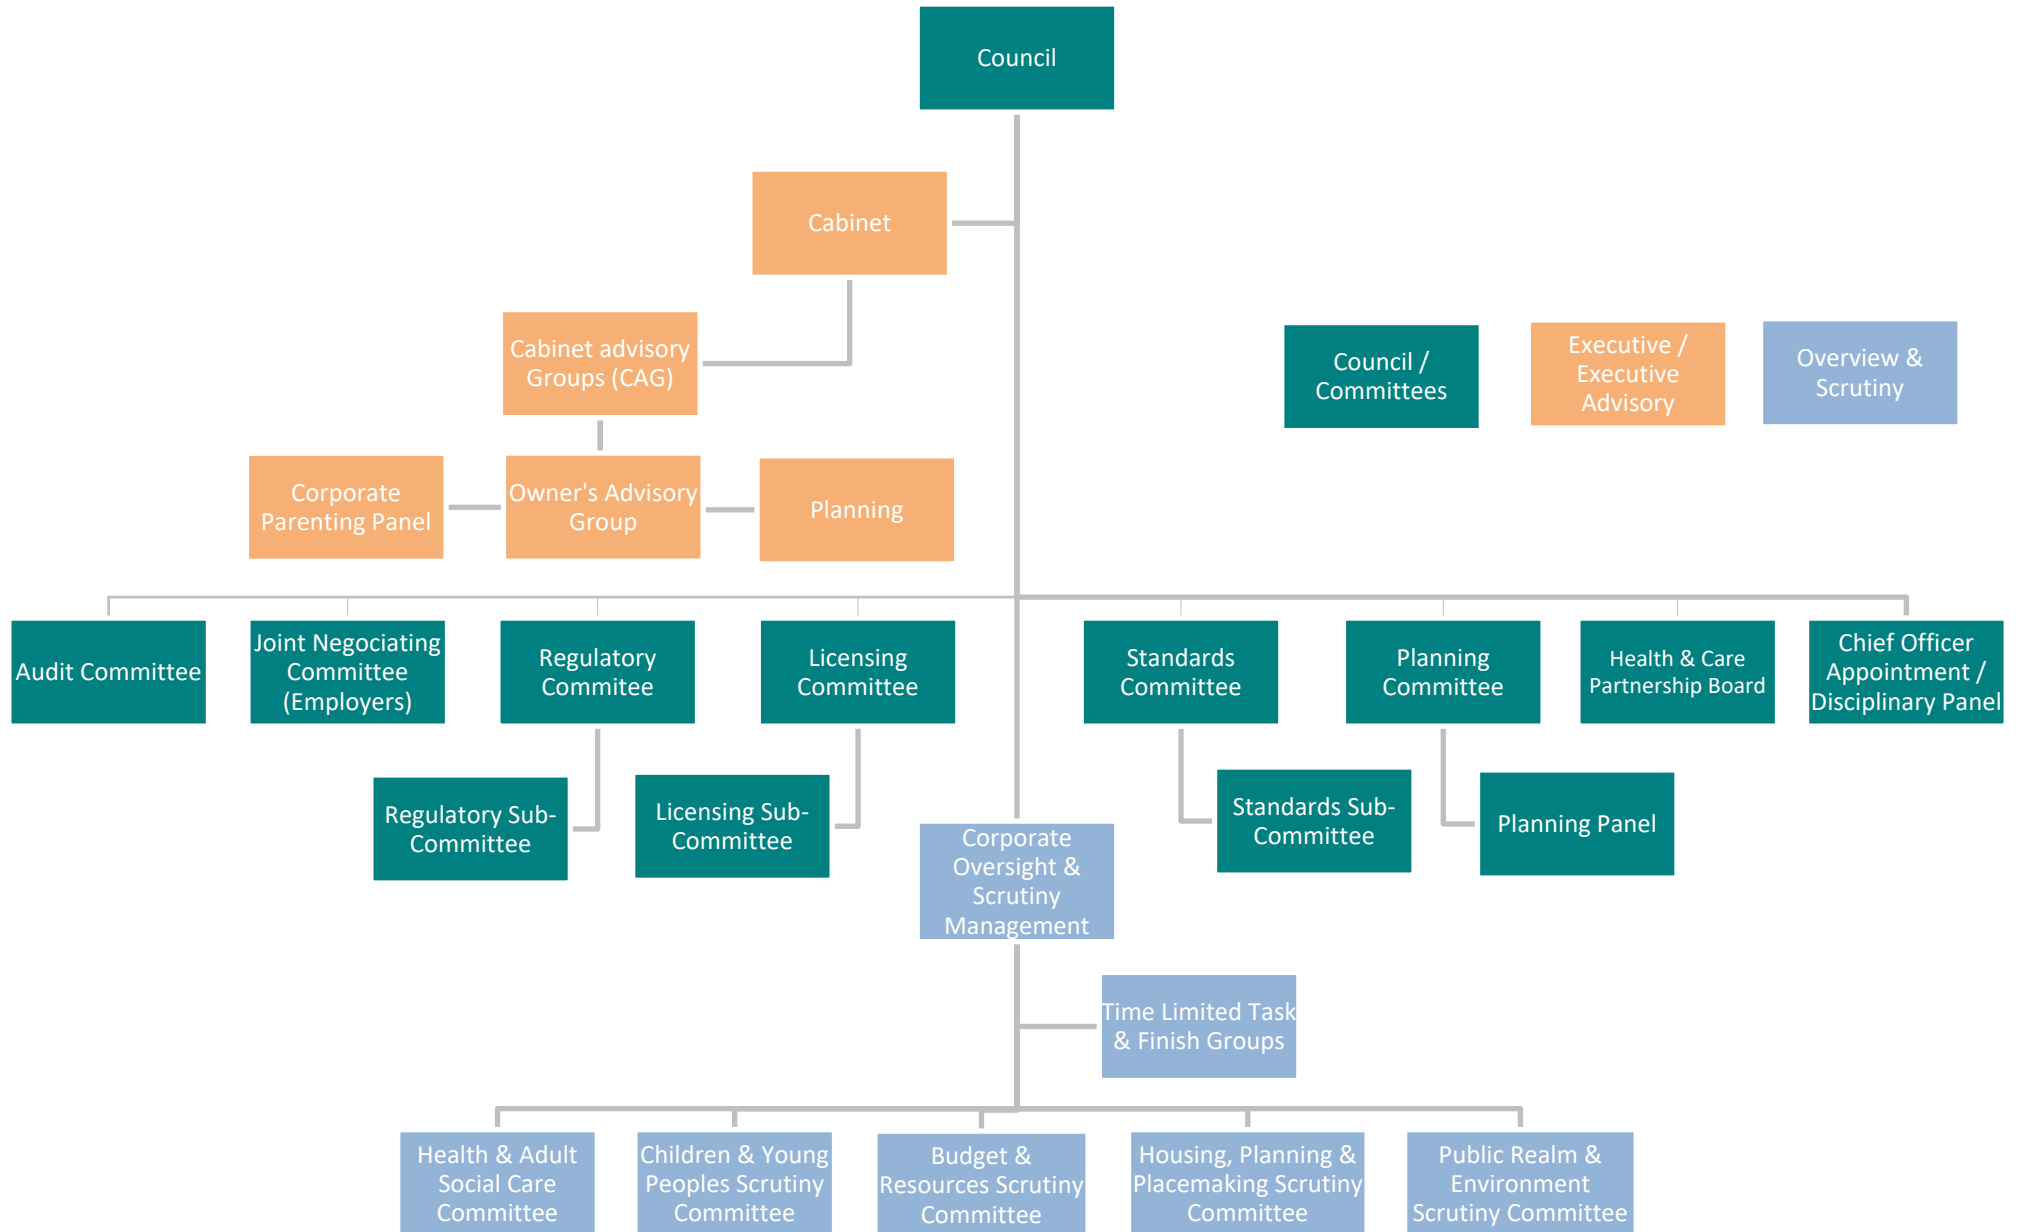 Council
Cabinet
Cabinet advisory
Groups (CAG)
Council /
Committees
Executive /
Executive
Advisory
Overview &
Scrutiny
Corporate
Parenting Panel
Owner's Advisory
Group
Planning
Audit Committee
Joint Negociating
Committee
(Employers)
Regulatory
Commitee
Licensing
Committee
Standards
Committee
Planning
Committee
Health & Care
Partnership Board
Chief Officer
Appointment /
Disciplinary Panel
Regulatory Sub-
Committee
Licensing Sub-
Committee
Standards Sub-
Committee
Planning Panel
Corporate
Oversight &
Scrutiny
Management
Time Limited Task
& Finish Groups
Health & Adult
Social Care
Committee
Children & Young
Peoples Scrutiny
Committee
Budget &
Resources Scrutiny
Committee
Housing, Planning &
Placemaking Scrutiny
Committee
Public Realm &
Environment
Scrutiny Committee